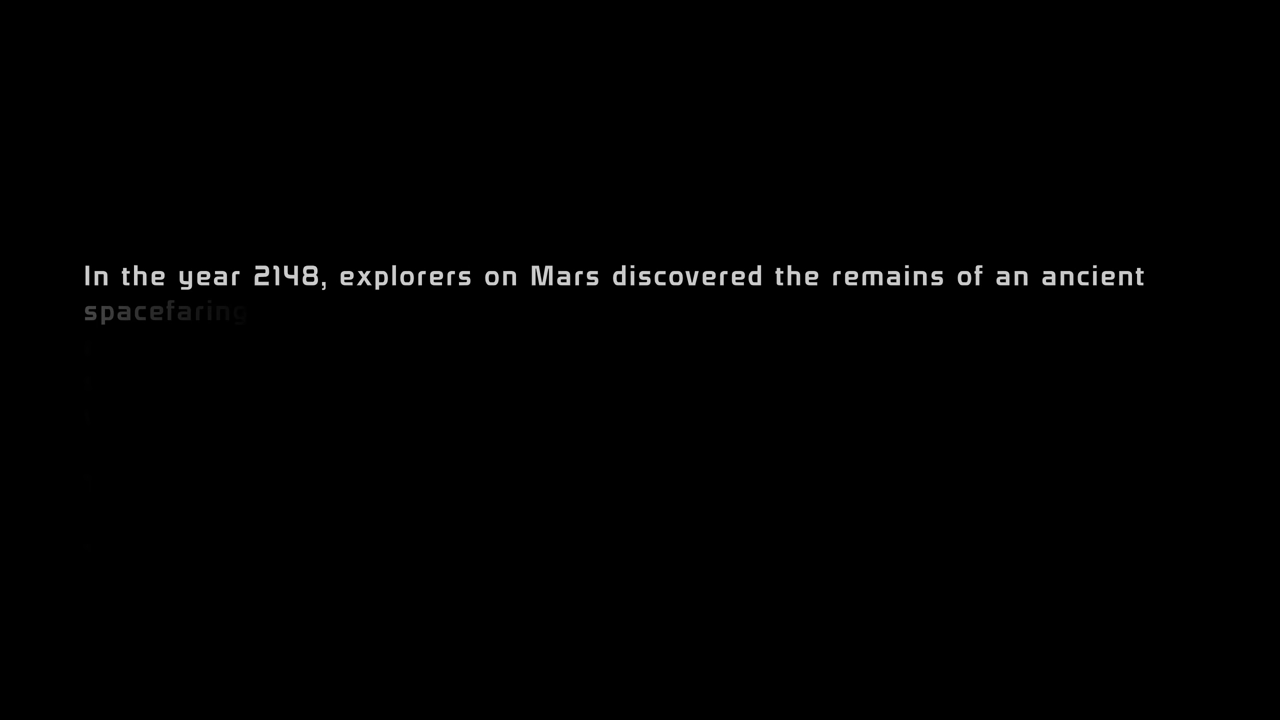 In the year 2148, explorers on Mars discovered the remains of an ancient
spacefaring